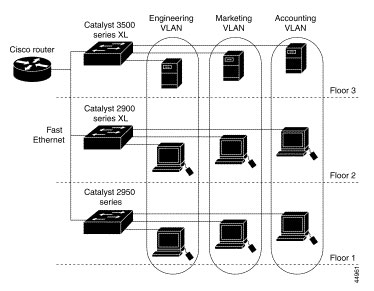 Engineering
VLAN
Marketing
VLAN
Accounting
VLAN
Catalyst 3500
series XL
Cisco router
Floor 3
Catalyst 2900
series XL
Fast
Ethernet
Floor 2
Catalyst 2950
series
Floor 1
44961